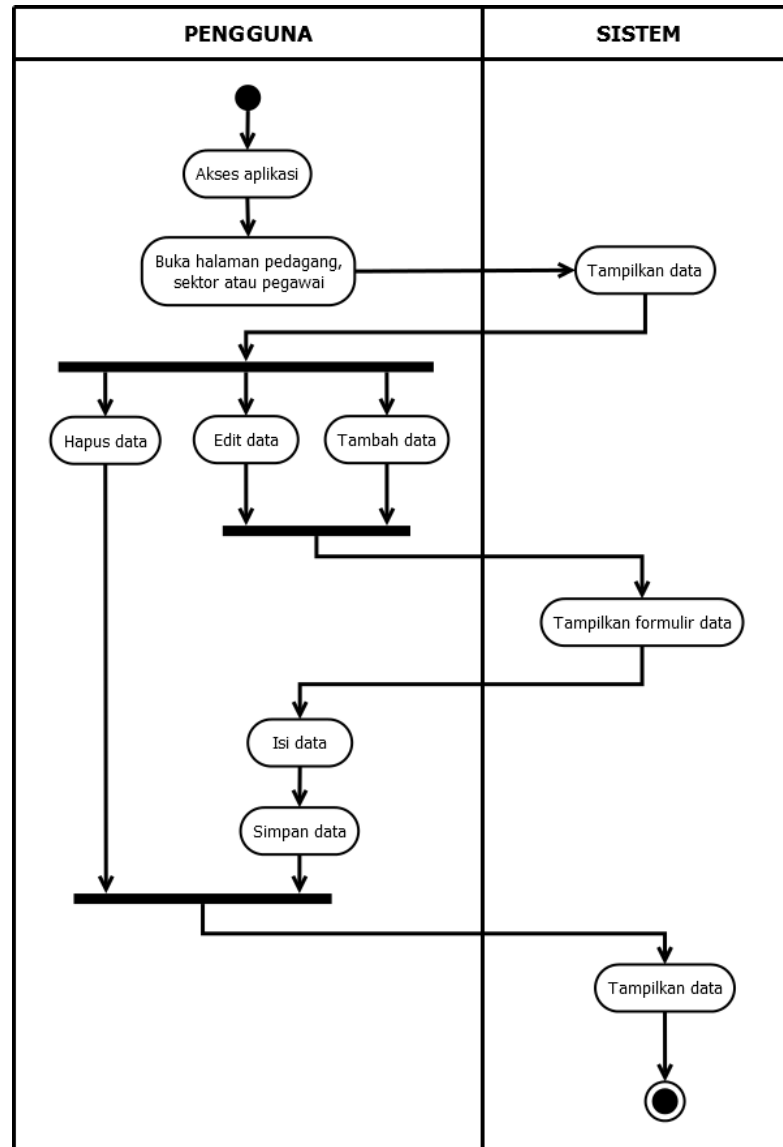 PENGGUNA
SISTEM
Akses aplikasi
Buka halaman pedagang,
sektor atau pegawai
Tampilkan data
Hapus data
Edit data
Tambah data
Tampilkan formulir data
Isi data
Simpan data
Tampilkan data